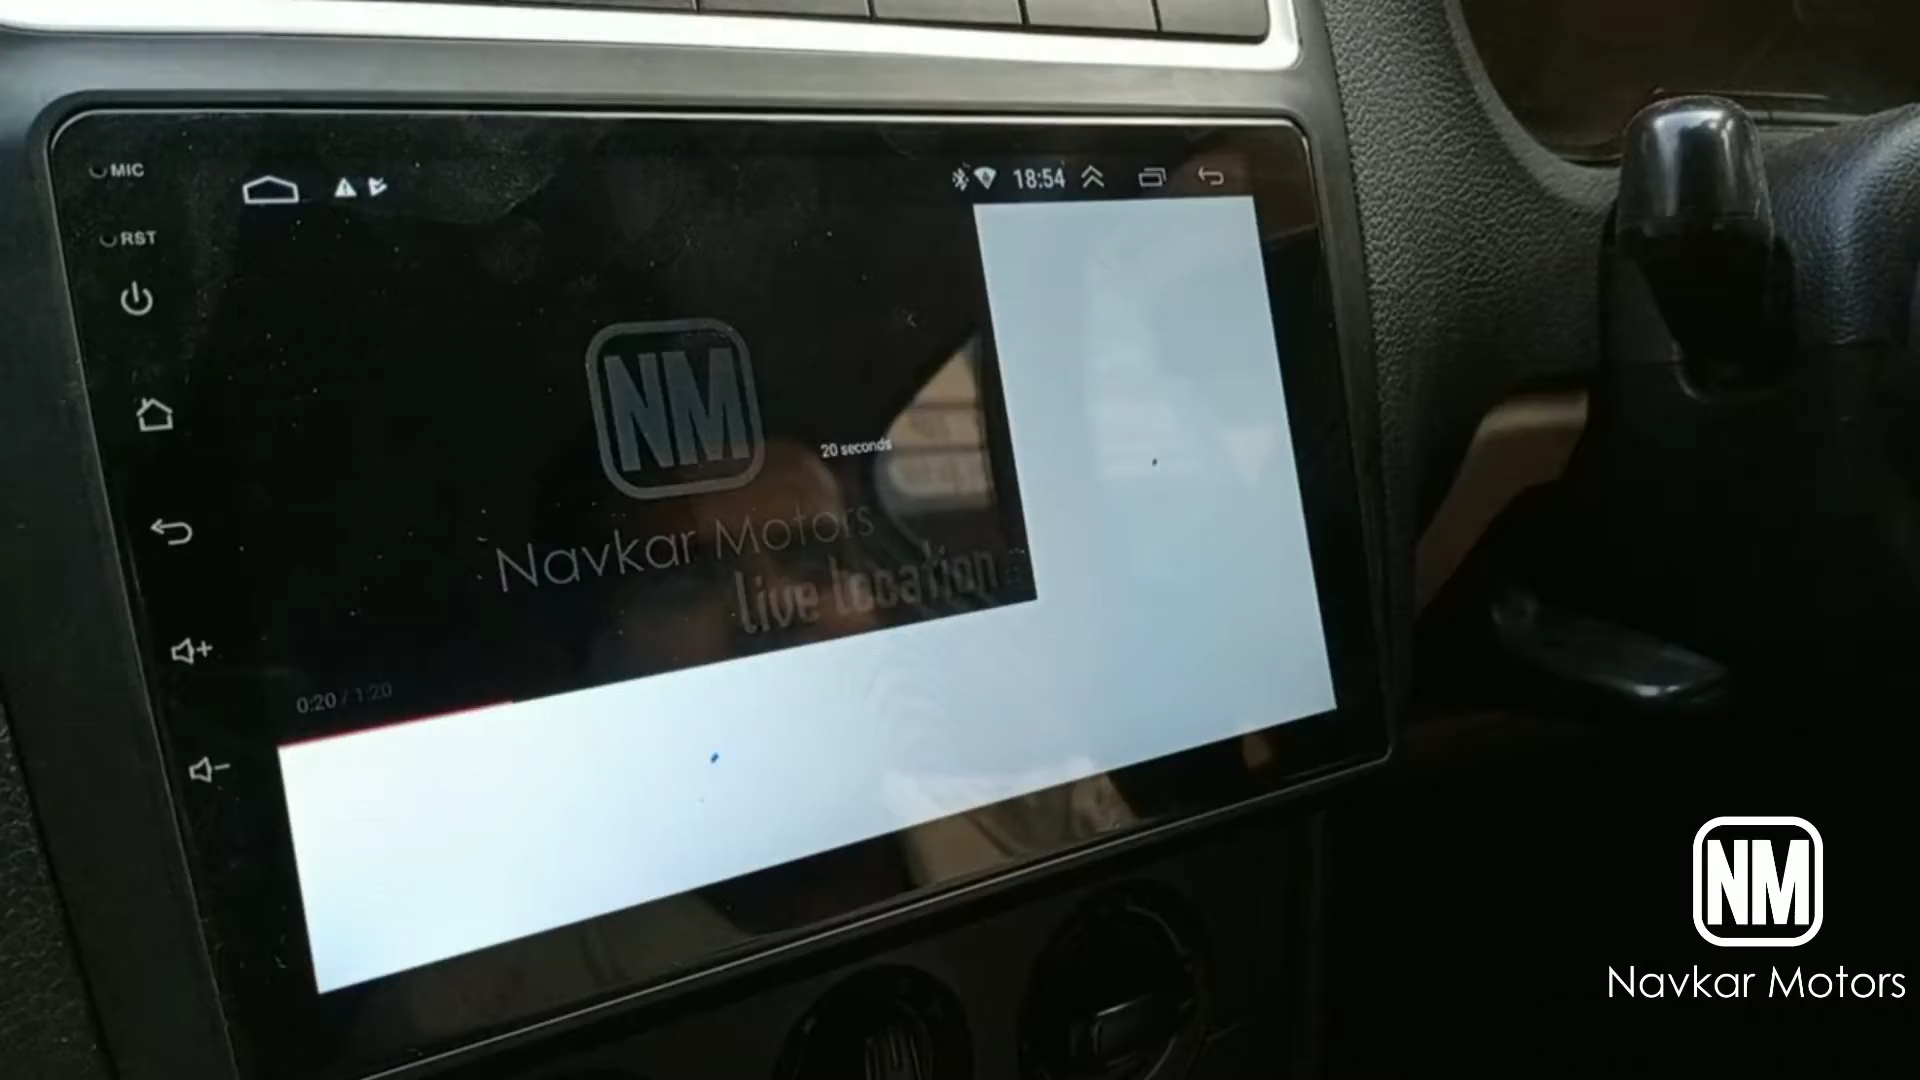 MIC
18:54
RST
NM
20 seconds
Navkar Motors
live location
0:20 / 1:20
NM
Navkar Motors